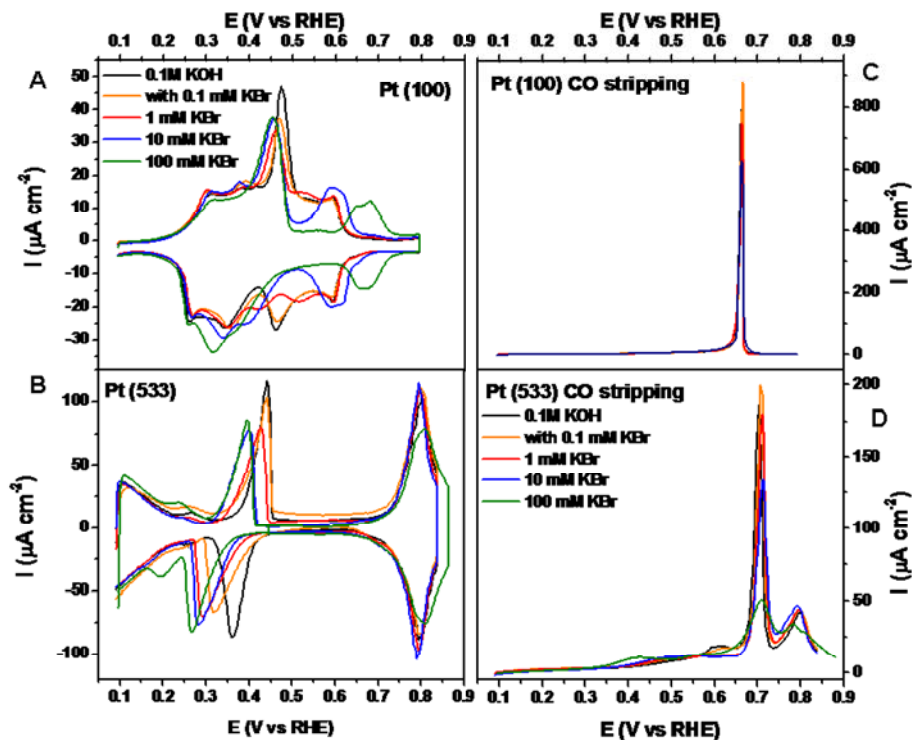 E (V vs RHE)
0.1 0.2 0.3 0.4 0.5 0.6 0.7 0.8 0.9
E (V vs RHE)
0.1 0.2 0.3 0.4 0.5 0.6 0.7 0.8 0.9
A
50
40
30
20
10
0
-10
-20
-30
I (µA cm-2)
0.1M KOH
with 0.1 mM KBr
1 mM KBr
10 mM KBr
100 mM KBr
Pt (100)
Pt (100) CO stripping
C
800
600
400
200
0
I (µA cm-2)
B
Pt (533)
100
50
0
-50
-100
I (µA cm-2)
Pt (533) CO stripping
D
0.1M KOH
with 0.1 mM KBr
1 mM KBr
10 mM KBr
100 mM KBr
200
150
100
50
0
I (µA cm-2)
0.1 0.2 0.3 0.4 0.5 0.6 0.7 0.8
E (V vs RHE)
0.1 0.2 0.3 0.4 0.5 0.6 0.7 0.8 0.9
E (V vs RHE)